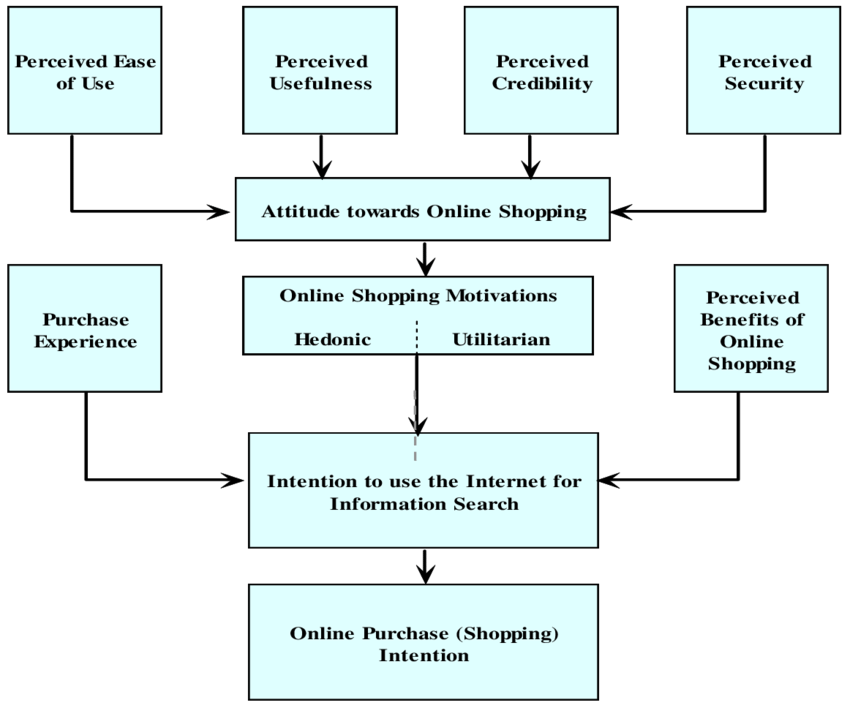 Perceived Ease
of Use
Perceived
Usefulness
Perceived
Credibility
Perceived
Security
Attitude towards Online Shopping
Online Shopping Motivations
Hedonic
Utilitarian
Purchase
Experience
Perceived
Benefits of
Online
Shopping
Intention to use the Internet for
Information Search
Online Purchase (Shopping)
Intention